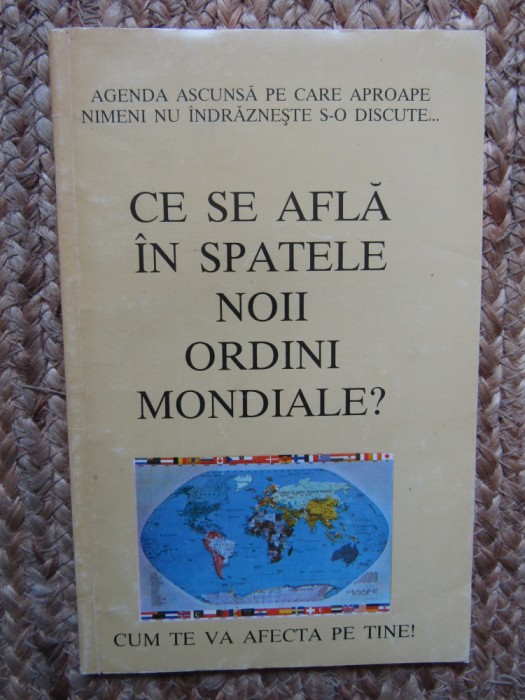 AGENDA ASCUNSĂ PE CARE APROAPE
NIMENI NU ÎNDRĂZNEŞTE S-O DISCUTE...
CE SE AFLĂ
ÎN SPATELE
NOII
ORDINI
MONDIALE?
CUM TE VA AFECTA PE TINE!